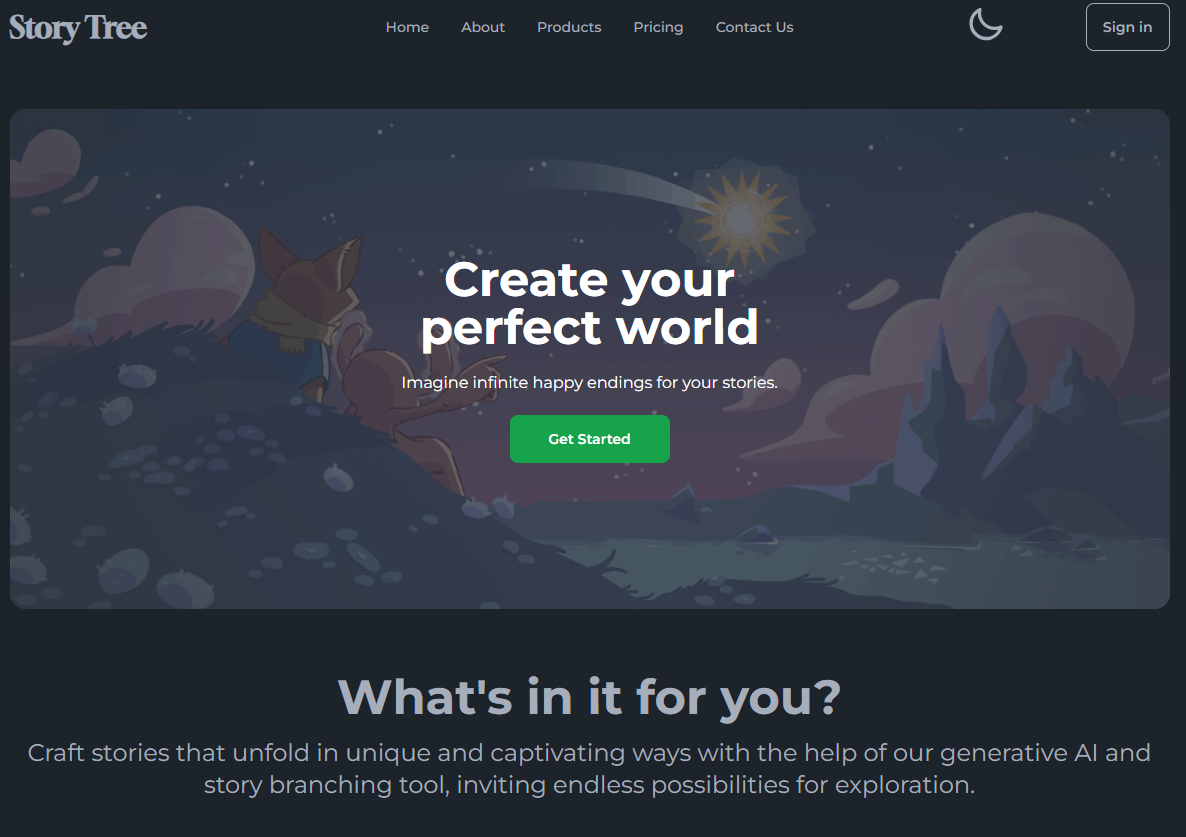 Story Tree
Home
About
Products
Pricing
Contact Us
Sign in
Create your
perfect world
Imagine infinite happy endings for your stories.
Get Started
What's in it for you?
Craft stories that unfold in unique and captivating ways with the help of our generative AI and
story branching tool, inviting endless possibilities for exploration.